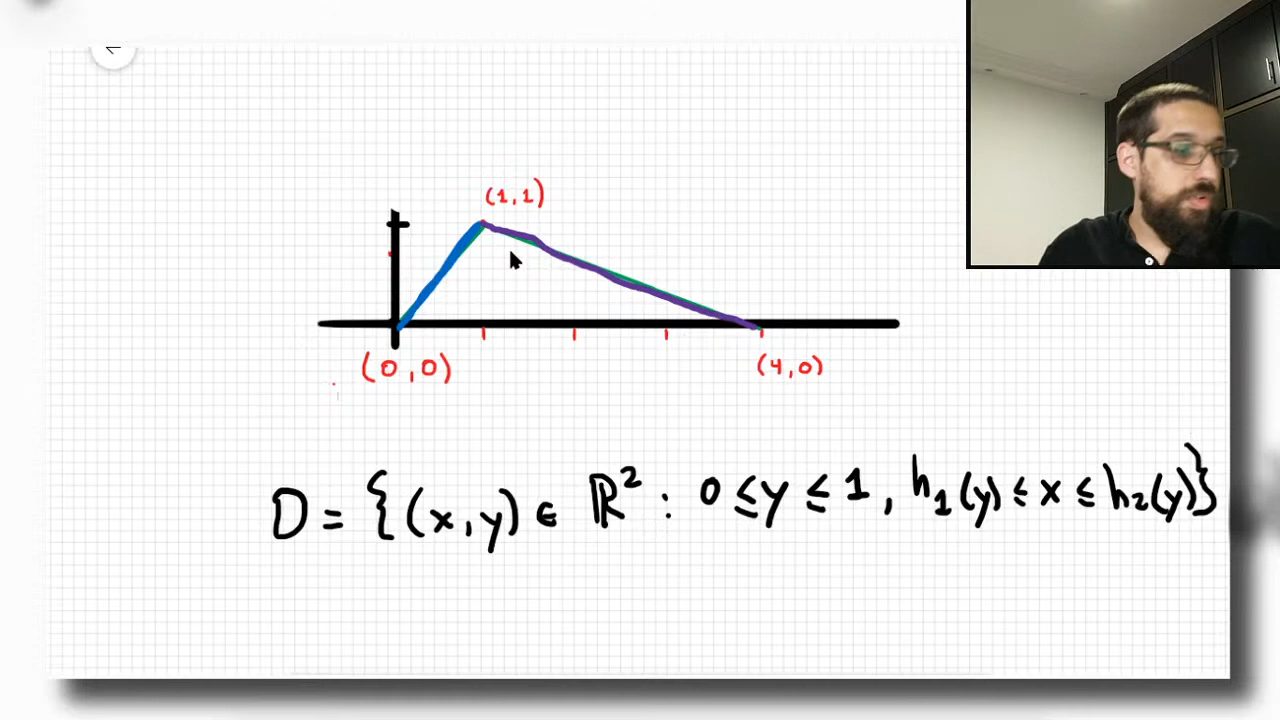 (1,1)
(0,0)
(4,0)
D = {(x,y) ∈ ℝ² : 0 ≤ y ≤ 1, h₁(y) ≤ x ≤ h₂(y)}